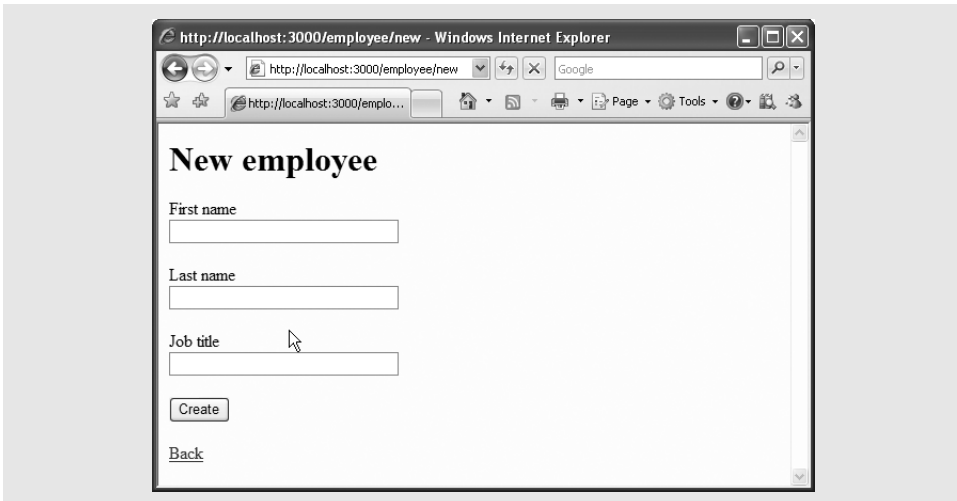 http://localhost:3000/employee/new - Windows Internet Explorer
http://localhost:3000/employee/new Google
http://localhost:3000/emplo... Page Tools
New employee
First name
Last name
Job title
Create
Back